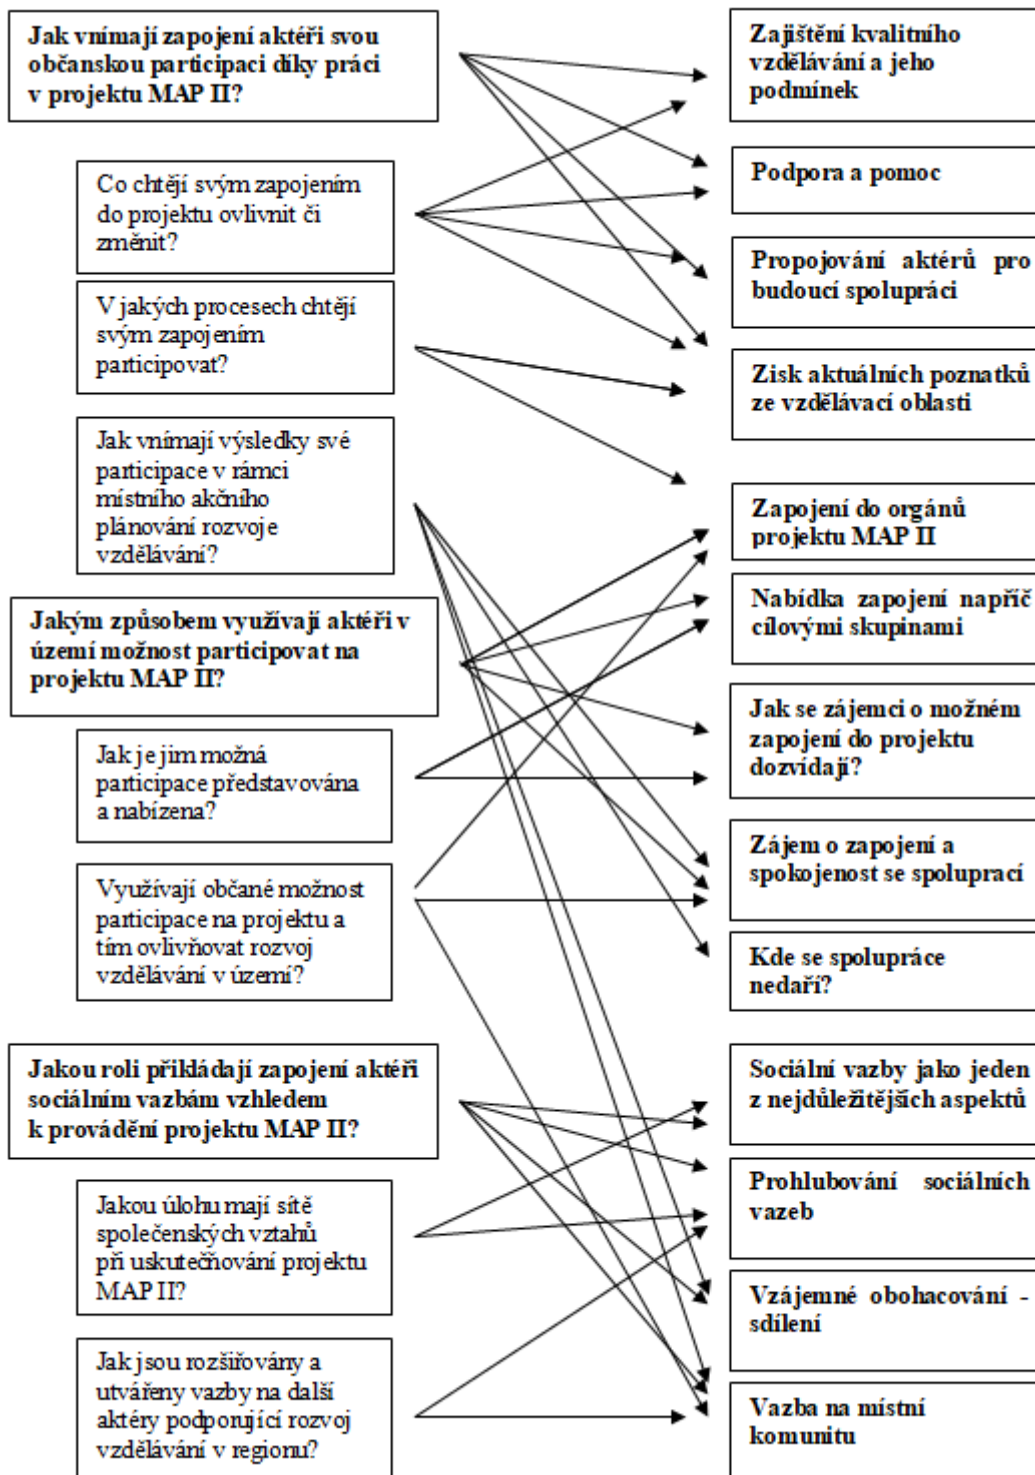 Jak vnímají zapojení aktéři svou
občanskou participaci díky práci
v projektu MAP II?
Co chtějí svým zapojením
do projektu ovlivnit či
změnit?
V jakých procesech chtějí
svým zapojením
participovat?
Jak vnímají výsledky své
participace v rámci
místního akčního
plánování rozvoje
vzdělávání?
Jakým způsobem využívají aktéři v
území možnost participovat na
projektu MAP II?
Jak je jim možná
participace představována
a nabízena?
Využívají občané možnost
participace na projektu a
tím ovlivňovat rozvoj
vzdělávání v území?
Jakou roli přikládají zapojení aktéři
sociálním vazbám vzhledem
k provádění projektu MAP II?
Jakou úlohu mají sítě
společenských vztahů
při uskutečňování projektu
MAP II?
Jak jsou rozšiřovány a
utvářeny vazby na další
aktéry podporující rozvoj
vzdělávání v regionu?
Zajištění kvalitního
vzdělávání a jeho
podmínek
Podpora a pomoc
Propojování aktérů pro
budoucí spolupráci
Zisk aktuálních poznatků
ze vzdělávací oblasti
Zapojení do orgánů
projektu MAP II
Nabídka zapojení napříč
cílovými skupinami
Jak se zájemci o možném
zapojení do projektu
dozvídají?
Zájem o zapojení a
spokojenost se spoluprací
Kde se spolupráce
nedaří?
Sociální vazby jako jeden
z nejdůležitějších aspektů
Prohlubování sociálních
vazeb
Vzájemné obohacování -
sdílení
Vazba na místní
komunitu